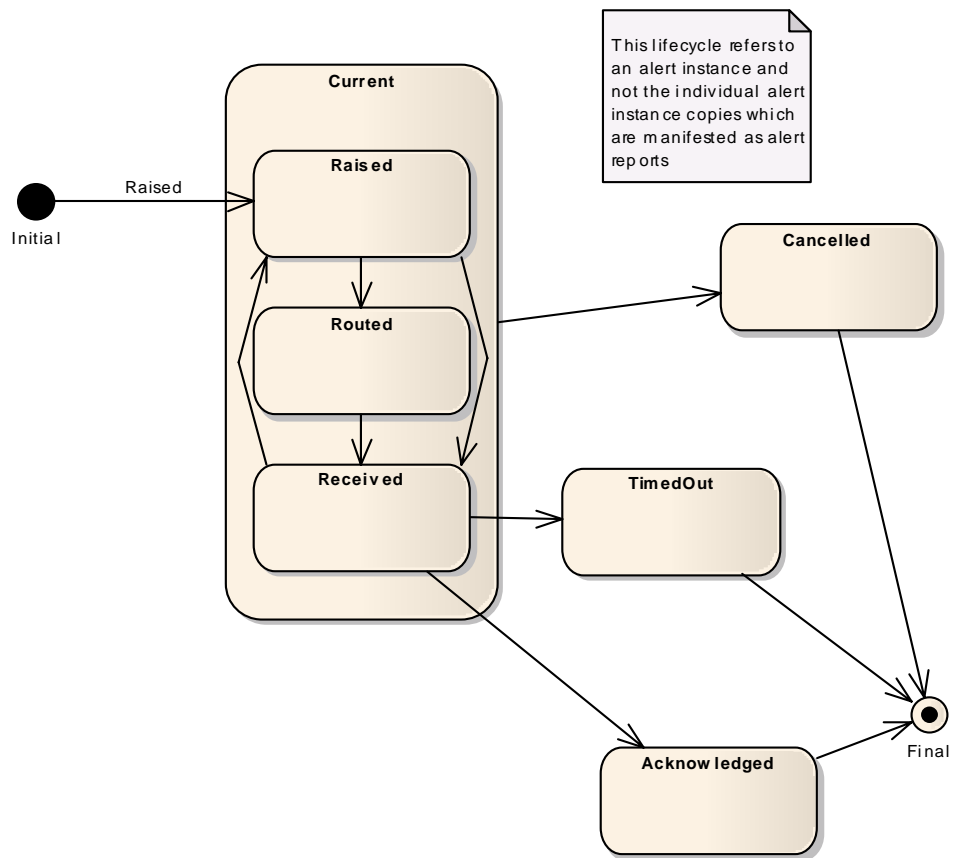 This lifecycle refers to
an alert instance and
not the individual alert
instance copies which
are manifested as alert
reports
Current
Raised
Raised
Initial
Routed
Received
Cancelled
TimedOut
Acknowledged
Final